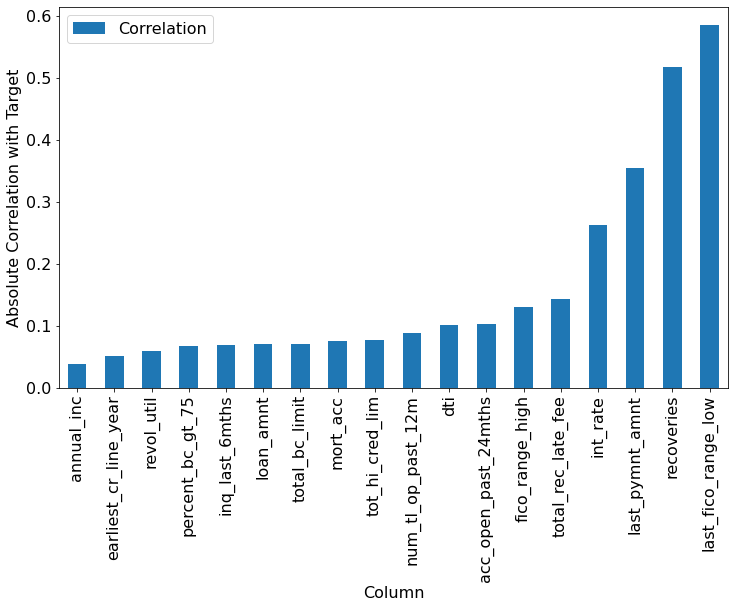 Correlation
Absolute Correlation with Target
0.6
0.5
0.4
0.3
0.2
0.1
0.0
annual_inc
earliest_cr_line_year
revol_util
percent_bc_gt_75
inq_last_6mths
loan_amnt
total_bc_limit
mort_acc
tot_hi_cred_lim
num_tl_op_past_12m
dti
acc_open_past_24mths
fico_range_high
total_rec_late_fee
int_rate
last_pymnt_amnt
recoveries
last_fico_range_low
Column